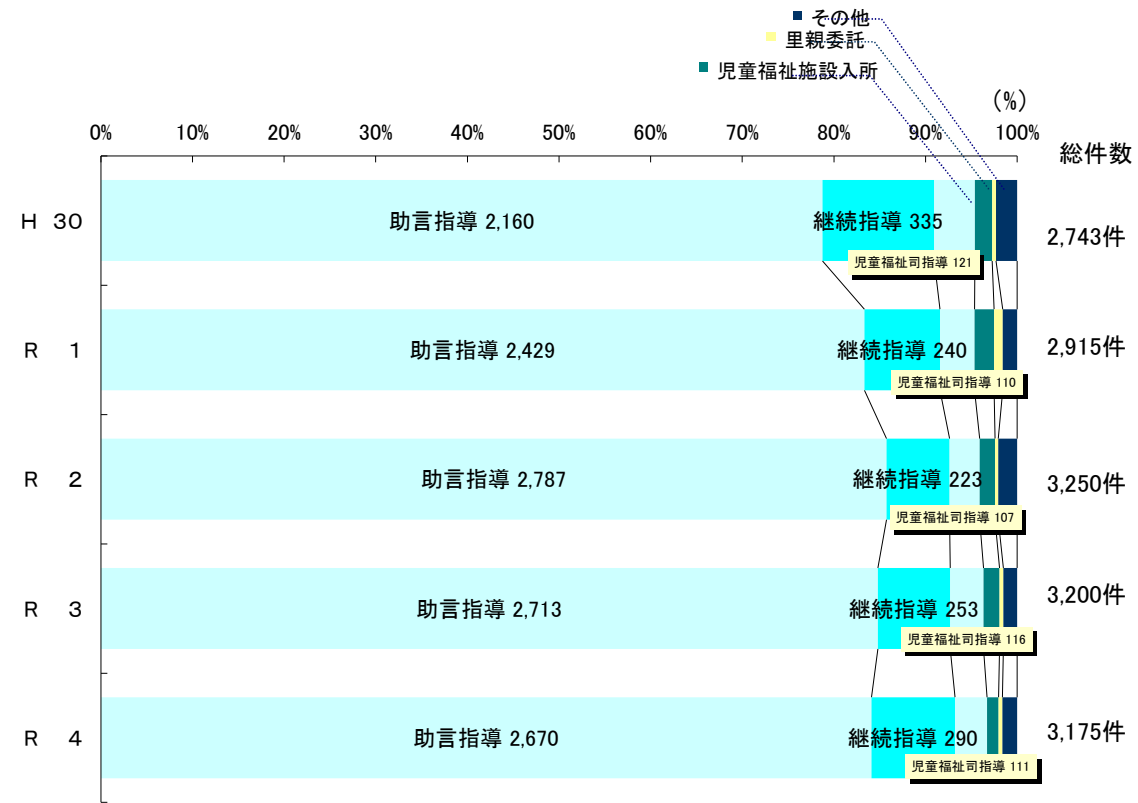 その他
里親委託
児童福祉施設入所
(%)
0% 10% 20% 30% 40% 50% 60% 70% 80% 90% 100%
総件数
H 30 助言指導 2,160 継続指導 335 2,743件
児童福祉司指導 121
R 1 助言指導 2,429 継続指導 240 2,915件
児童福祉司指導 110
R 2 助言指導 2,787 継続指導 223 3,250件
児童福祉司指導 107
R 3 助言指導 2,713 継続指導 253 3,200件
児童福祉司指導 116
R 4 助言指導 2,670 継続指導 290 3,175件
児童福祉司指導 111